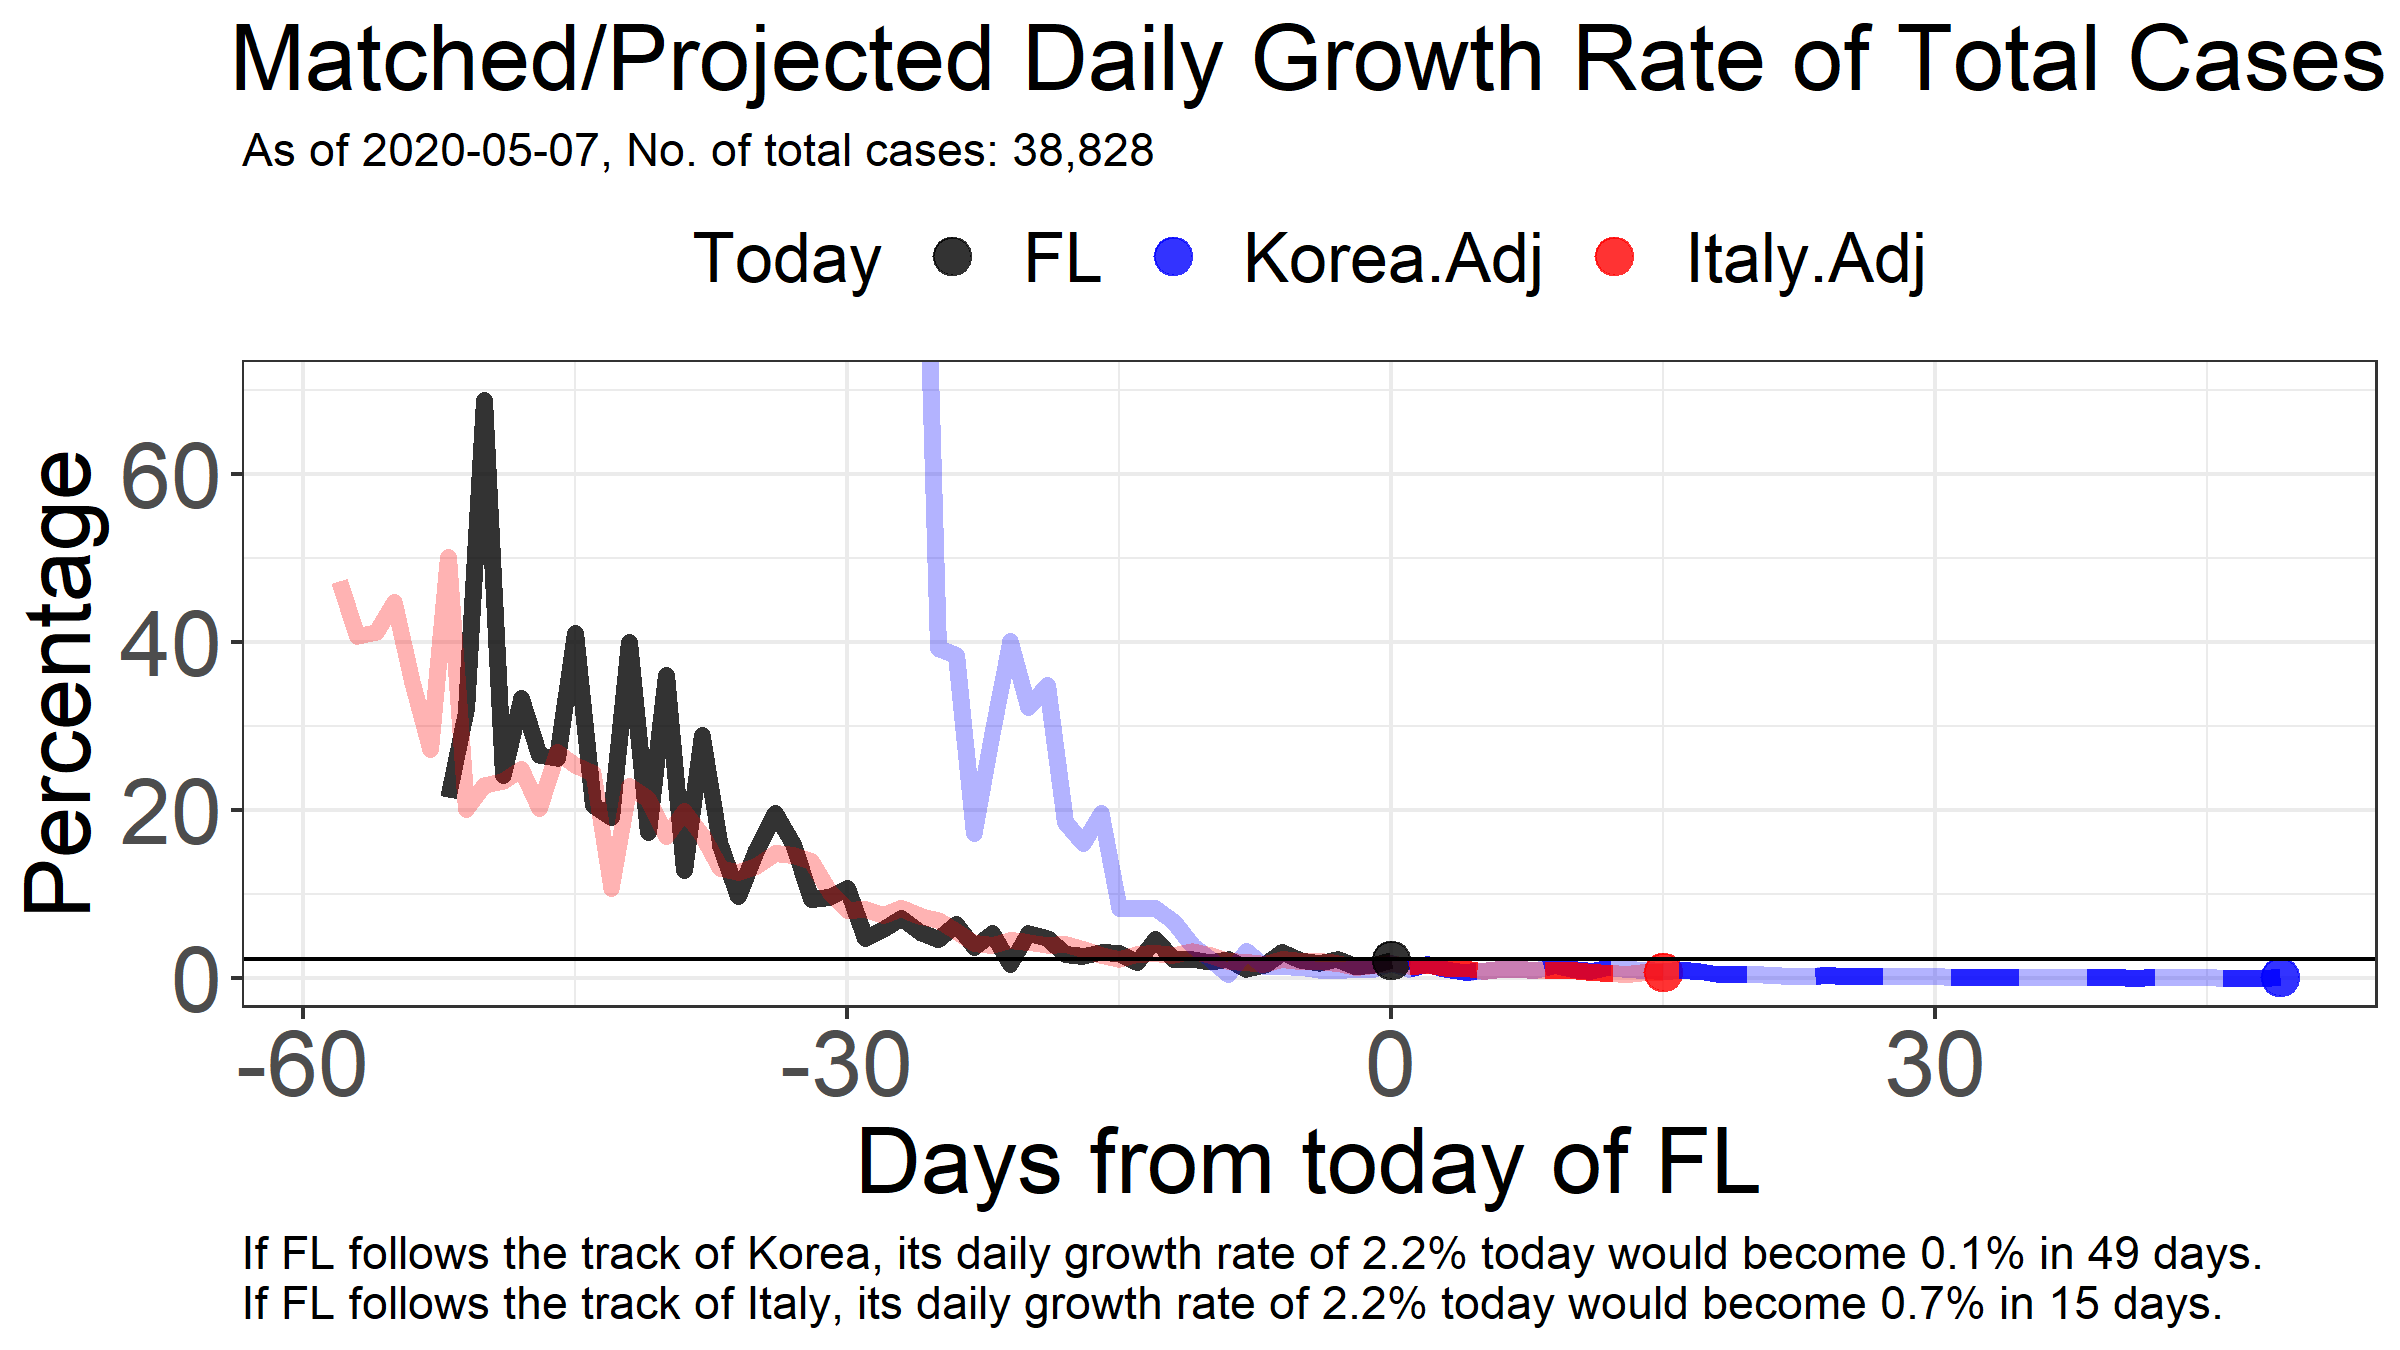 Matched/Projected Daily Growth Rate of Total Cases
As of 2020-05-07, No. of total cases: 38,828
Today FL Korea.Adj Italy.Adj
Percentage
60
40
20
0
-60 -30 0 30
Days from today of FL
If FL follows the track of Korea, its daily growth rate of 2.2% today would become 0.1% in 49 days.
If FL follows the track of Italy, its daily growth rate of 2.2% today would become 0.7% in 15 days.